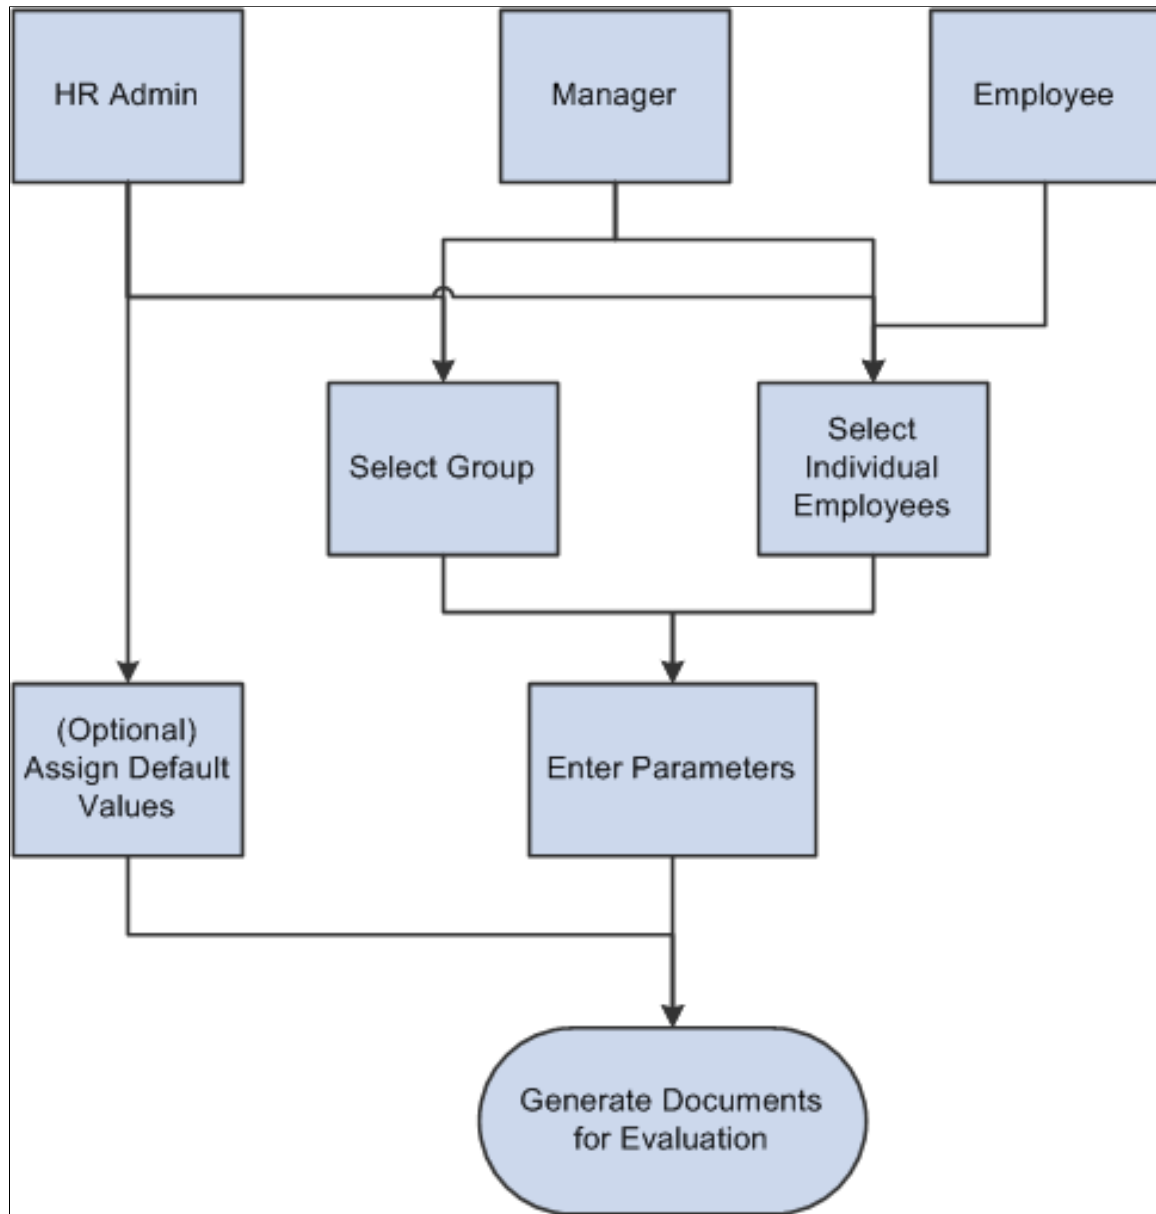 HR Admin
Manager
Employee
Select Group
Select
Individual
Employees
(Optional)
Assign Default
Values
Enter Parameters
Generate Documents
for Evaluation